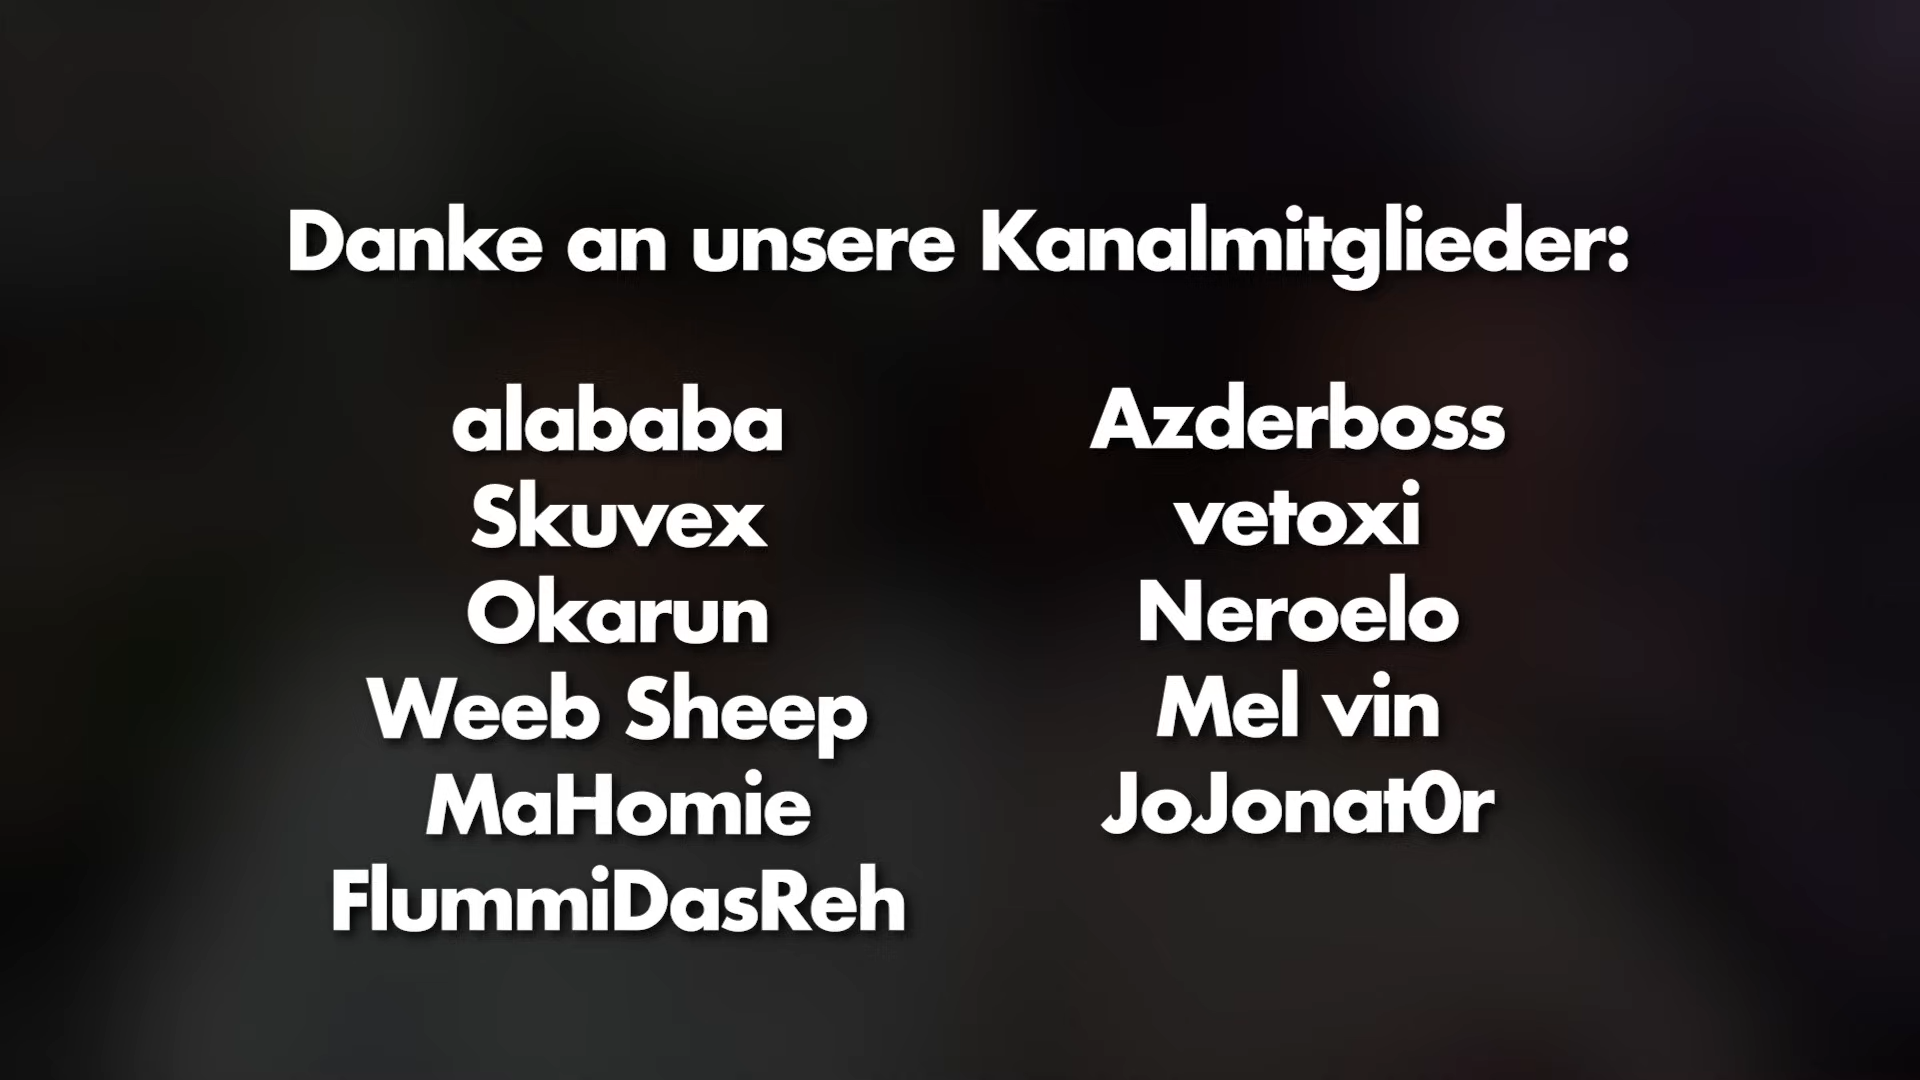 Danke an unsere Kanalmitglieder:
alababa
Skuvex
Okarun
Weeb Sheep
MaHomie
FlummiDasReh
Azderboss
vetoxi
Neroelo
Mel vin
JoJonat0r